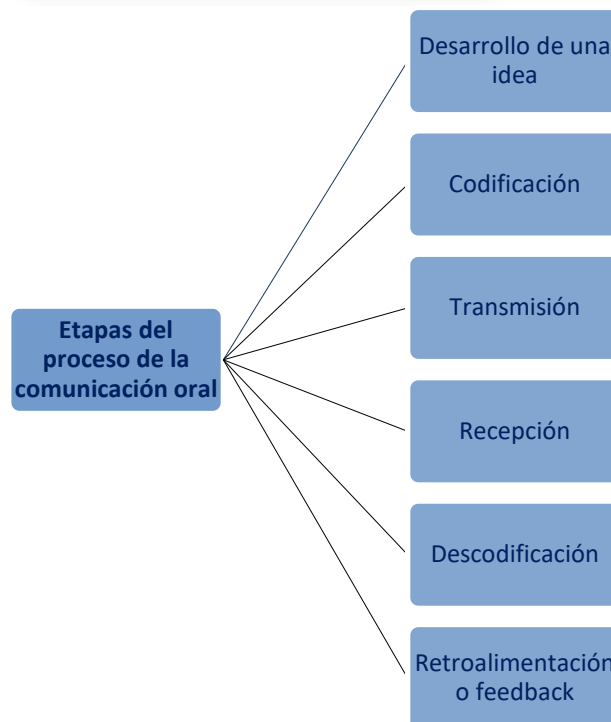 Etapas del
proceso de la
comunicación oral
Desarrollo de una
idea
Codificación
Transmisión
Recepción
Descodificación
Retroalimentación
o feedback